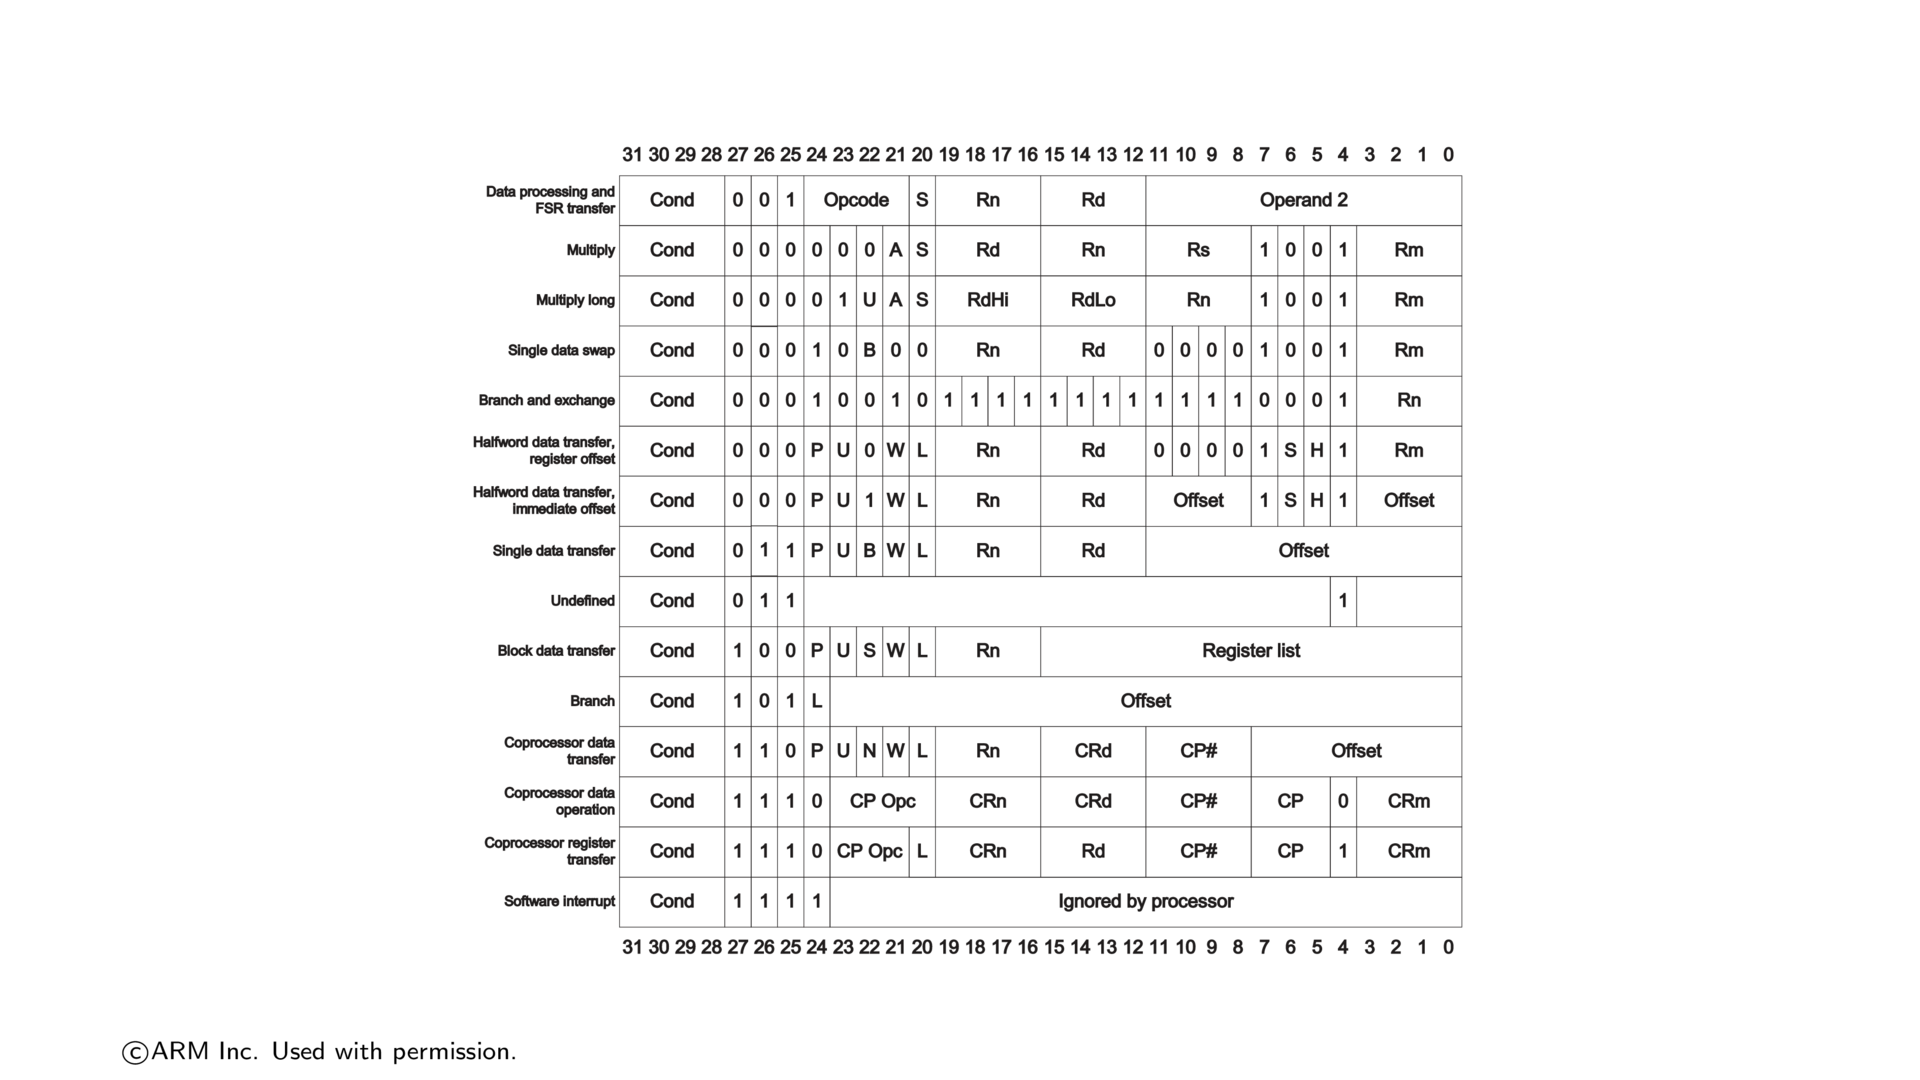 31 30 29 28 27 26 25 24 23 22 21 20 19 18 17 16 15 14 13 12 11 10 9 8 7 6 5 4 3 2 1 0
Data processing and
FSR transfer
Cond 0 0 1 Opcode S Rn Rd Operand 2
Multiply Cond 0 0 0 0 0 0 A S Rd Rn Rs 1 0 0 1 Rm
Multiply long Cond 0 0 0 0 1 U A S RdHi RdLo Rn 1 0 0 1 Rm
Single data swap Cond 0 0 0 1 0 B 0 0 Rn Rd 0 0 0 0 1 0 0 1 Rm
Branch and exchange Cond 0 0 0 1 0 0 1 0 1 1 1 1 1 1 1 1 1 1 1 1 0 0 0 1 Rn
Halfword data transfer,
register offset
Cond 0 0 0 P U 0 W L Rn Rd 0 0 0 0 1 S H 1 Rm
Halfword data transfer,
immediate offset
Cond 0 0 0 P U 1 W L Rn Rd Offset 1 S H 1 Offset
Single data transfer Cond 0 1 1 P U B W L Rn Rd Offset
Undefined Cond 0 1 1 1
Block data transfer Cond 1 0 0 P U S W L Rn Register list
Branch Cond 1 0 1 L Offset
Coprocessor data
transfer
Cond 1 1 0 P U N W L Rn CRd CP# Offset
Coprocessor data
operation
Cond 1 1 1 0 CP Opc CRn CRd CP# CP 0 CRm
Coprocessor register
transfer
Cond 1 1 1 0 CP Opc L CRn Rd CP# CP 1 CRm
Software interrupt Cond 1 1 1 1 Ignored by processor
31 30 29 28 27 26 25 24 23 22 21 20 19 18 17 16 15 14 13 12 11 10 9 8 7 6 5 4 3 2 1 0
©ARM Inc. Used with permission.